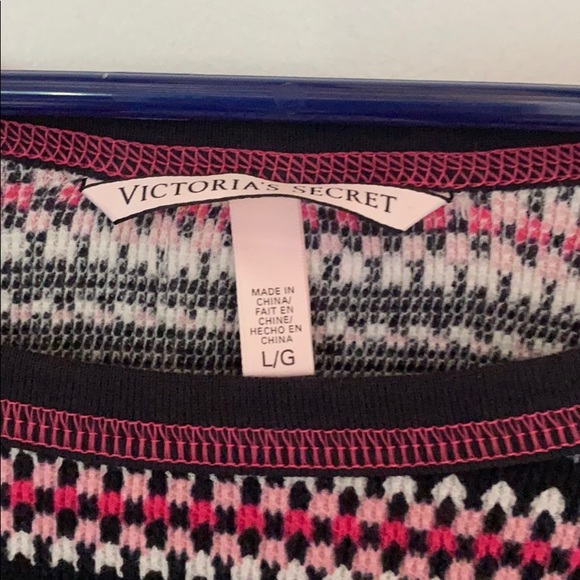 VICTORIA'S SECRET
MADE IN
CHINA/
FAIT EN
CHINE/
HECHO EN
CHINA
L/G